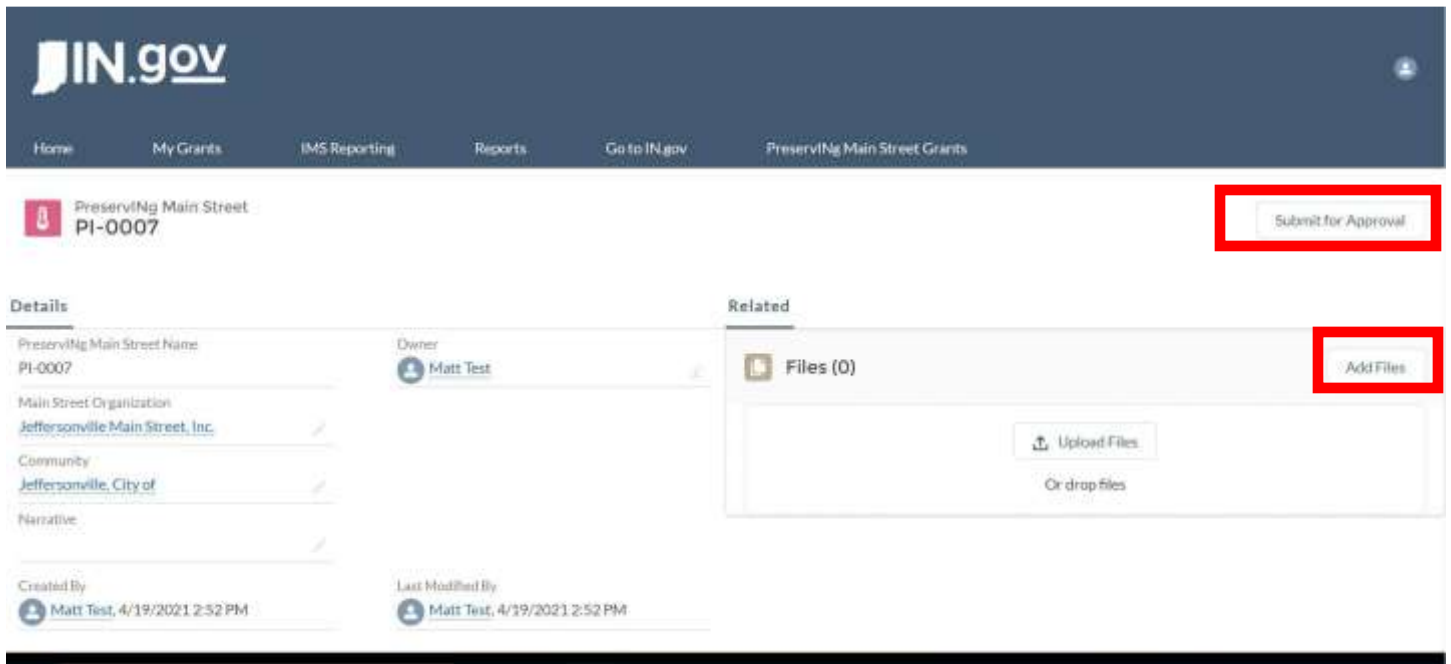 IN.gov
Home My Grants IMS Reporting Reports Go to IN.gov PreservINg Main Street Grants
PreservINg Main Street
PI-0007
Submit for Approval
Details
PreservINg Main Street Name
PI-0007
Owner
Matt Test
Main Street Organization
Jeffersonville Main Street, Inc.
Community
Jeffersonville, City of
Narrative
Created By
Matt Test, 4/19/2021 2:52 PM
Last Modified By
Matt Test, 4/19/2021 2:52 PM
Related
Files (0)
Add Files
Upload Files
Or drop files